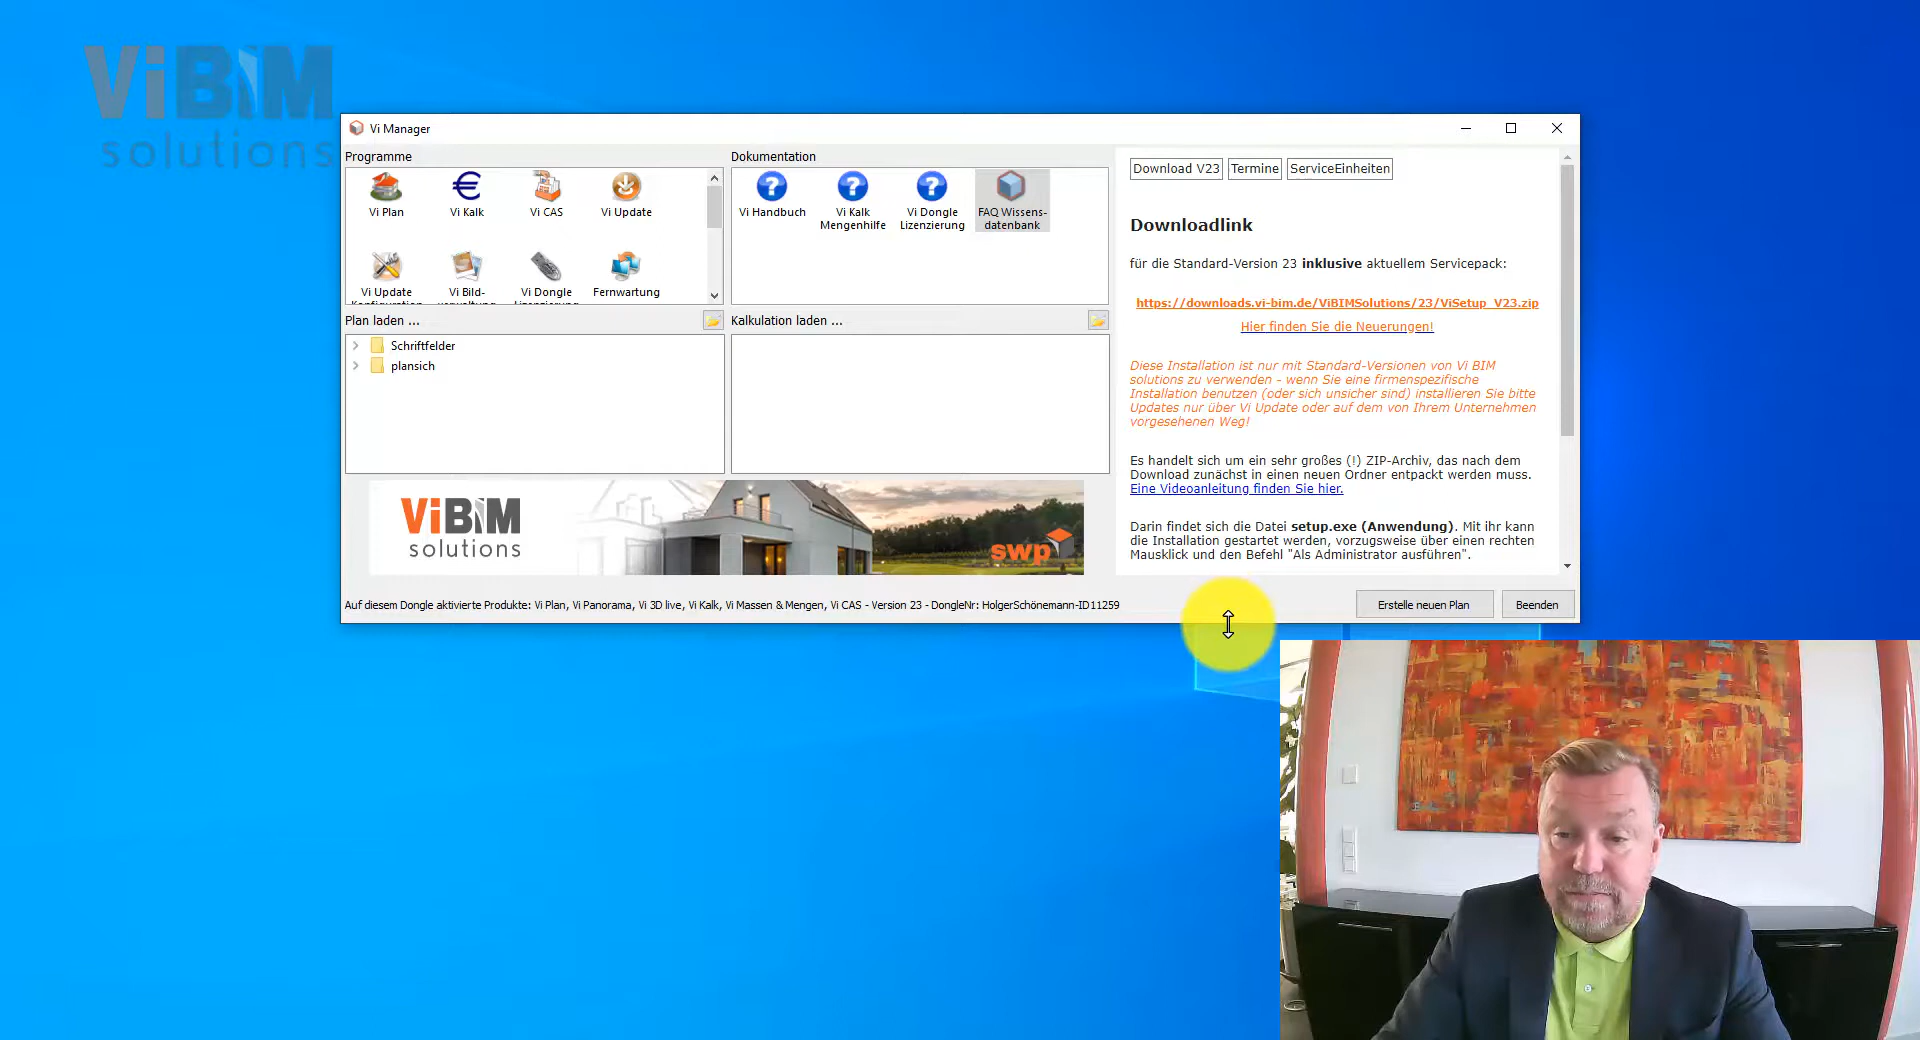 ViBIM
solutions
Vi Manager
Programme
Vi Plan
Vi Kalk
Vi CAS
Vi Update
Vi Update
Vi Bild-
Vi Dongle
Fernwartung
Dokumentation
Vi Handbuch
Vi Kalk
Mengenhilfe
Vi Dongle
Lizenzierung
FAQ Wissens-
datenbank
Plan laden ...
Schriftfelder
plansich
Kalkulation laden ...
ViBIM
solutions
swp
Download V23
Termine
ServiceEinheiten
Downloadlink
für die Standard-Version 23 inklusive aktuellem Servicepack:
https://downloads.vi-bim.de/ViBIMSolutions/23/ViSetup_V23.zip
Hier finden Sie die Neuerungen!
Diese Installation ist nur mit Standard-Versionen von Vi BIM
solutions zu verwenden - wenn Sie eine firmenspezifische
Installation benutzen (oder sich unsicher sind) installieren Sie bitte
Updates nur über Vi Update oder auf dem von Ihrem Unternehmen
vorgesehenen Weg!
Es handelt sich um ein sehr großes (!) ZIP-Archiv, das nach dem
Download zunächst in einen neuen Ordner entpackt werden muss.
Eine Videoanleitung finden Sie hier.
Darin findet sich die Datei setup.exe (Anwendung). Mit ihr kann
die Installation gestartet werden, vorzugsweise über einen rechten
Mausklick und den Befehl "Als Administrator ausführen".
Auf diesem Dongle aktivierte Produkte: Vi Plan, Vi Panorama, Vi 3D live, Vi Kalk, Vi Massen & Mengen, Vi CAS - Version 23 - DongleNr: HolgerSchönemann-ID11259
Erstelle neuen Plan
Beenden